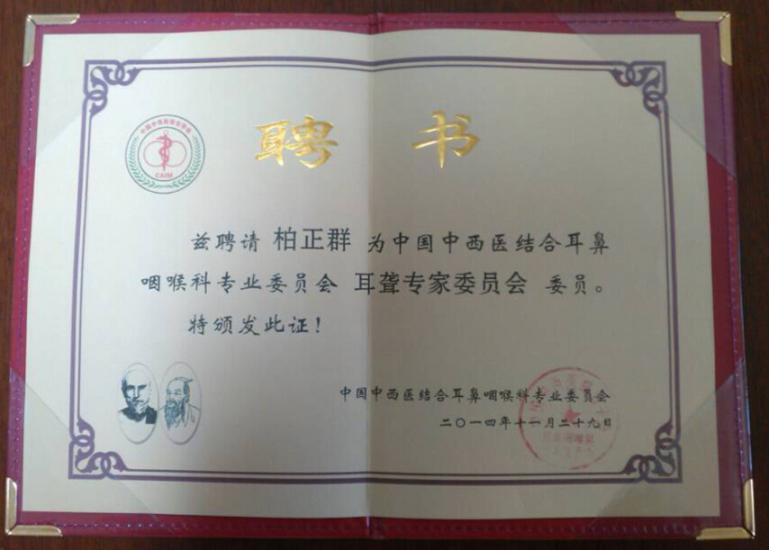 CAIM
聘书
兹聘请 柏正群 为中国中西医结合耳鼻
咽喉科专业委员会 耳聋专家委员会 委员。
特颁发此证！
中国中西医结合耳鼻咽喉科专业委员会
二〇一四年十一月二十九日